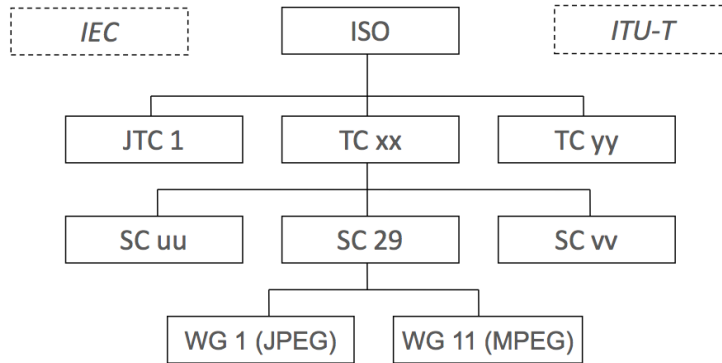 IEC
ISO
ITU-T
JTC 1
TC xx
TC yy
SC uu
SC 29
SC vv
WG 1 (JPEG)
WG 11 (MPEG)